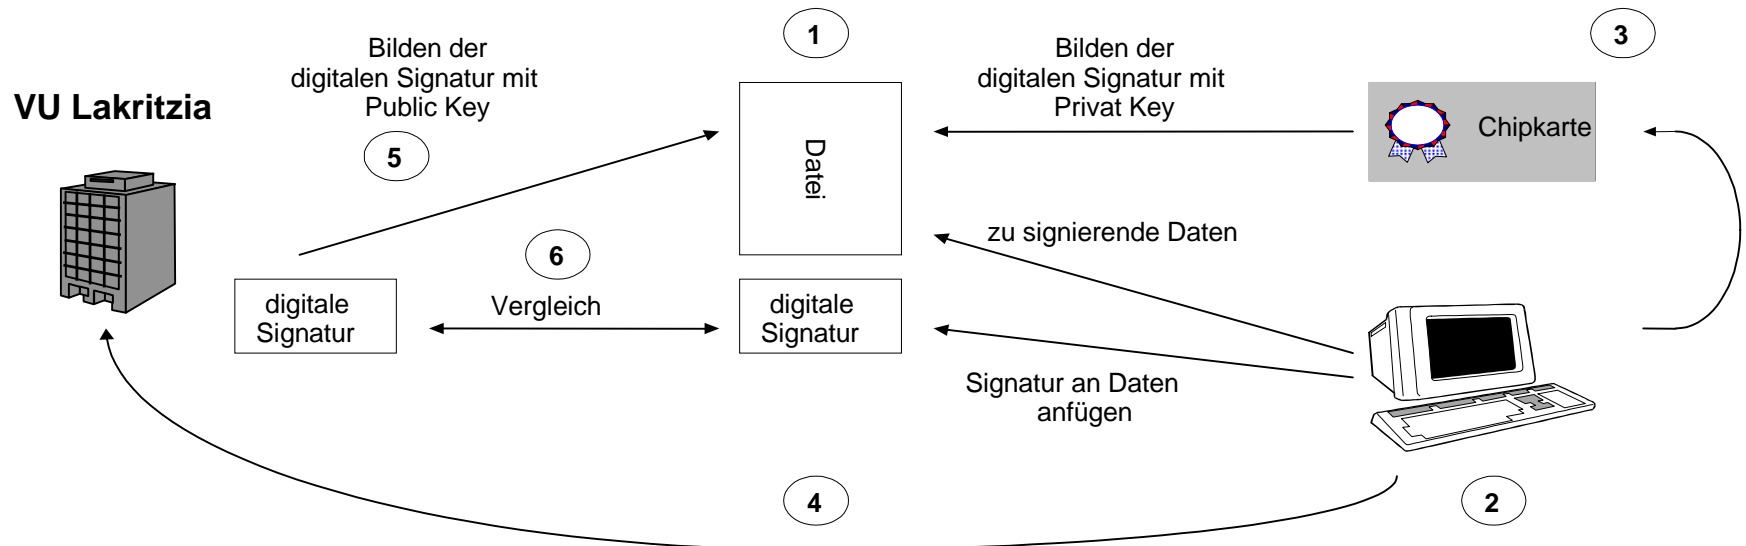 1
3
Bilden der
digitalen Signatur mit
Public Key
Bilden der
digitalen Signatur mit
Privat Key
VU Lakritzia
Chipkarte
5
Datei
zu signierende Daten
6
digitale
Signatur
Vergleich
digitale
Signatur
Signatur an Daten
anfügen
4
2